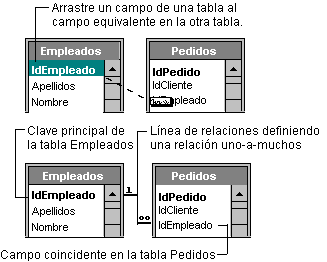 Arrastre un campo de una tabla al
campo equivalente en la otra tabla.
Empleados
IdEmpleado
Apellidos
Nombre
Pedidos
IdPedido
IdCliente
Clave principal de
la tabla Empleados
Línea de relaciones definiendo
una relación uno-a-muchos
Empleados
IdEmpleado
Apellidos
Nombre
1
∞
Pedidos
IdPedido
IdCliente
IdEmpleado
Campo coincidente en la tabla Pedidos